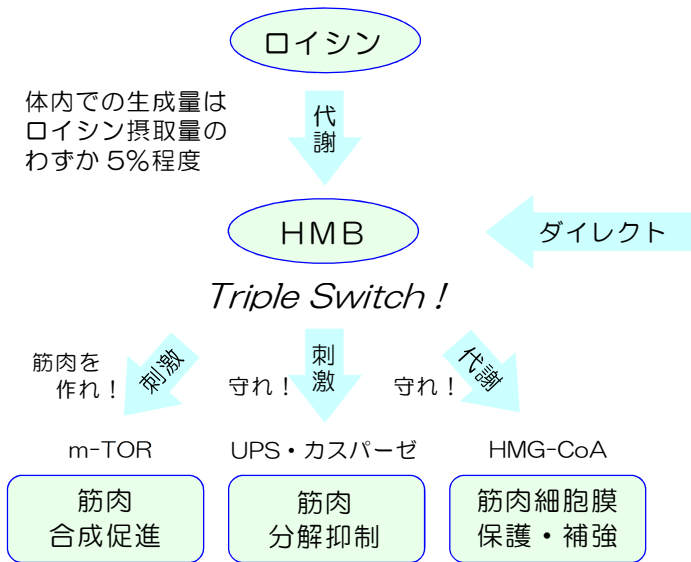 ロイシン
体内での生成量は
ロイシン摂取量の
わずか 5%程度
代謝
HMB
ダイレクト
Triple Switch !
筋肉を
作れ！
刺激
守れ！
刺激
守れ！
代謝
m-TOR
UPS・カスパーゼ
HMG-CoA
筋肉
合成促進
筋肉
分解抑制
筋肉細胞膜
保護・補強